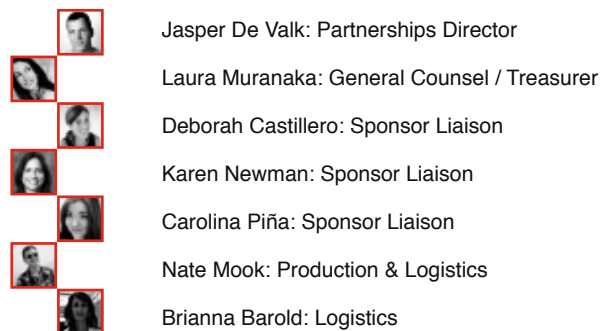 Jasper De Valk: Partnerships Director
Laura Muranaka: General Counsel / Treasurer
Deborah Castillero: Sponsor Liaison
Karen Newman: Sponsor Liaison
Carolina Piña: Sponsor Liaison
Nate Mook: Production & Logistics
Brianna Barold: Logistics